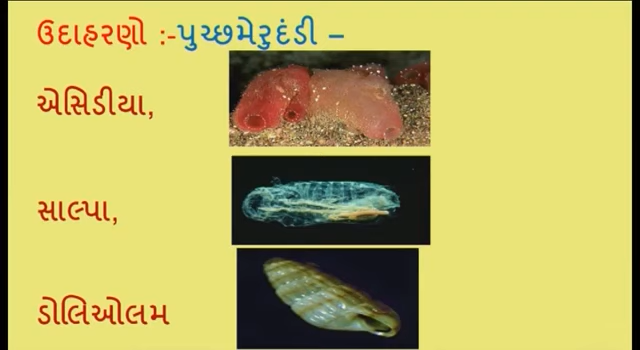 ઉદાહરણો :-પુચ્છમેરુદંડી –
એસિડીયા,
સાલ્પા,
ડોલિઓલમ